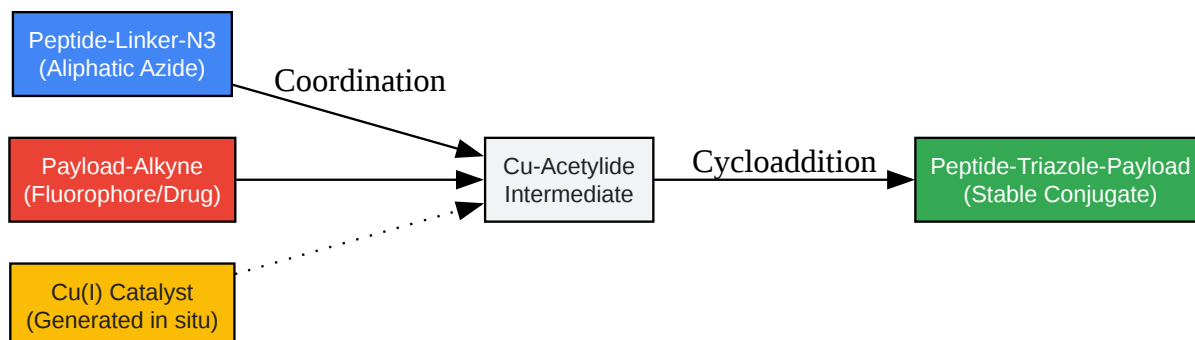 Peptide-Linker-N3
(Aliphatic Azide)
Coordination
Payload-Alkyne
(Fluorophore/Drug)
Cu-Acetylide
Intermediate
Cycloaddition
Peptide-Triazole-Payload
(Stable Conjugate)
Cu(I) Catalyst
(Generated in situ)